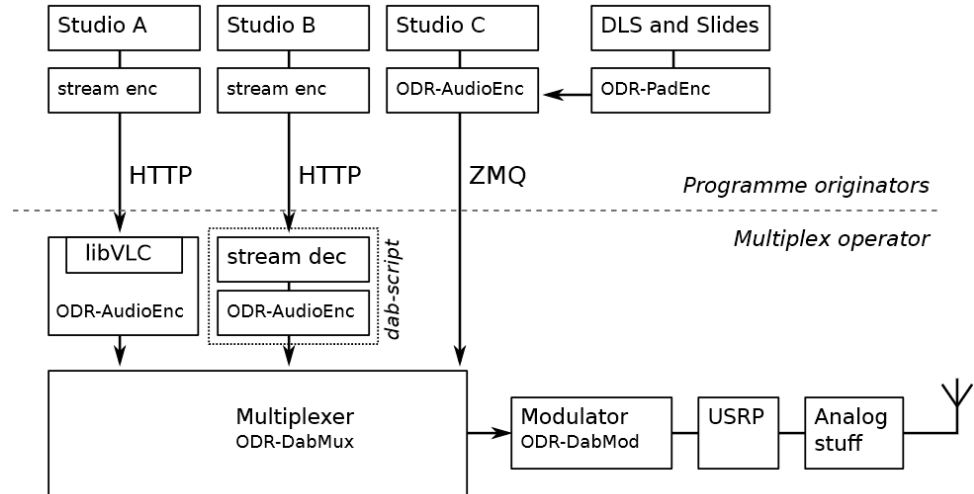 Studio A
Studio B
Studio C
DLS and Slides
stream enc
stream enc
ODR-AudioEnc
ODR-PadEnc
HTTP
HTTP
ZMQ
Programme originators
Multiplex operator
libVLC
ODR-AudioEnc
stream dec
ODR-AudioEnc
dab-script
Multiplexer
ODR-DabMux
Modulator
ODR-DabMod
USRP
Analog
stuff